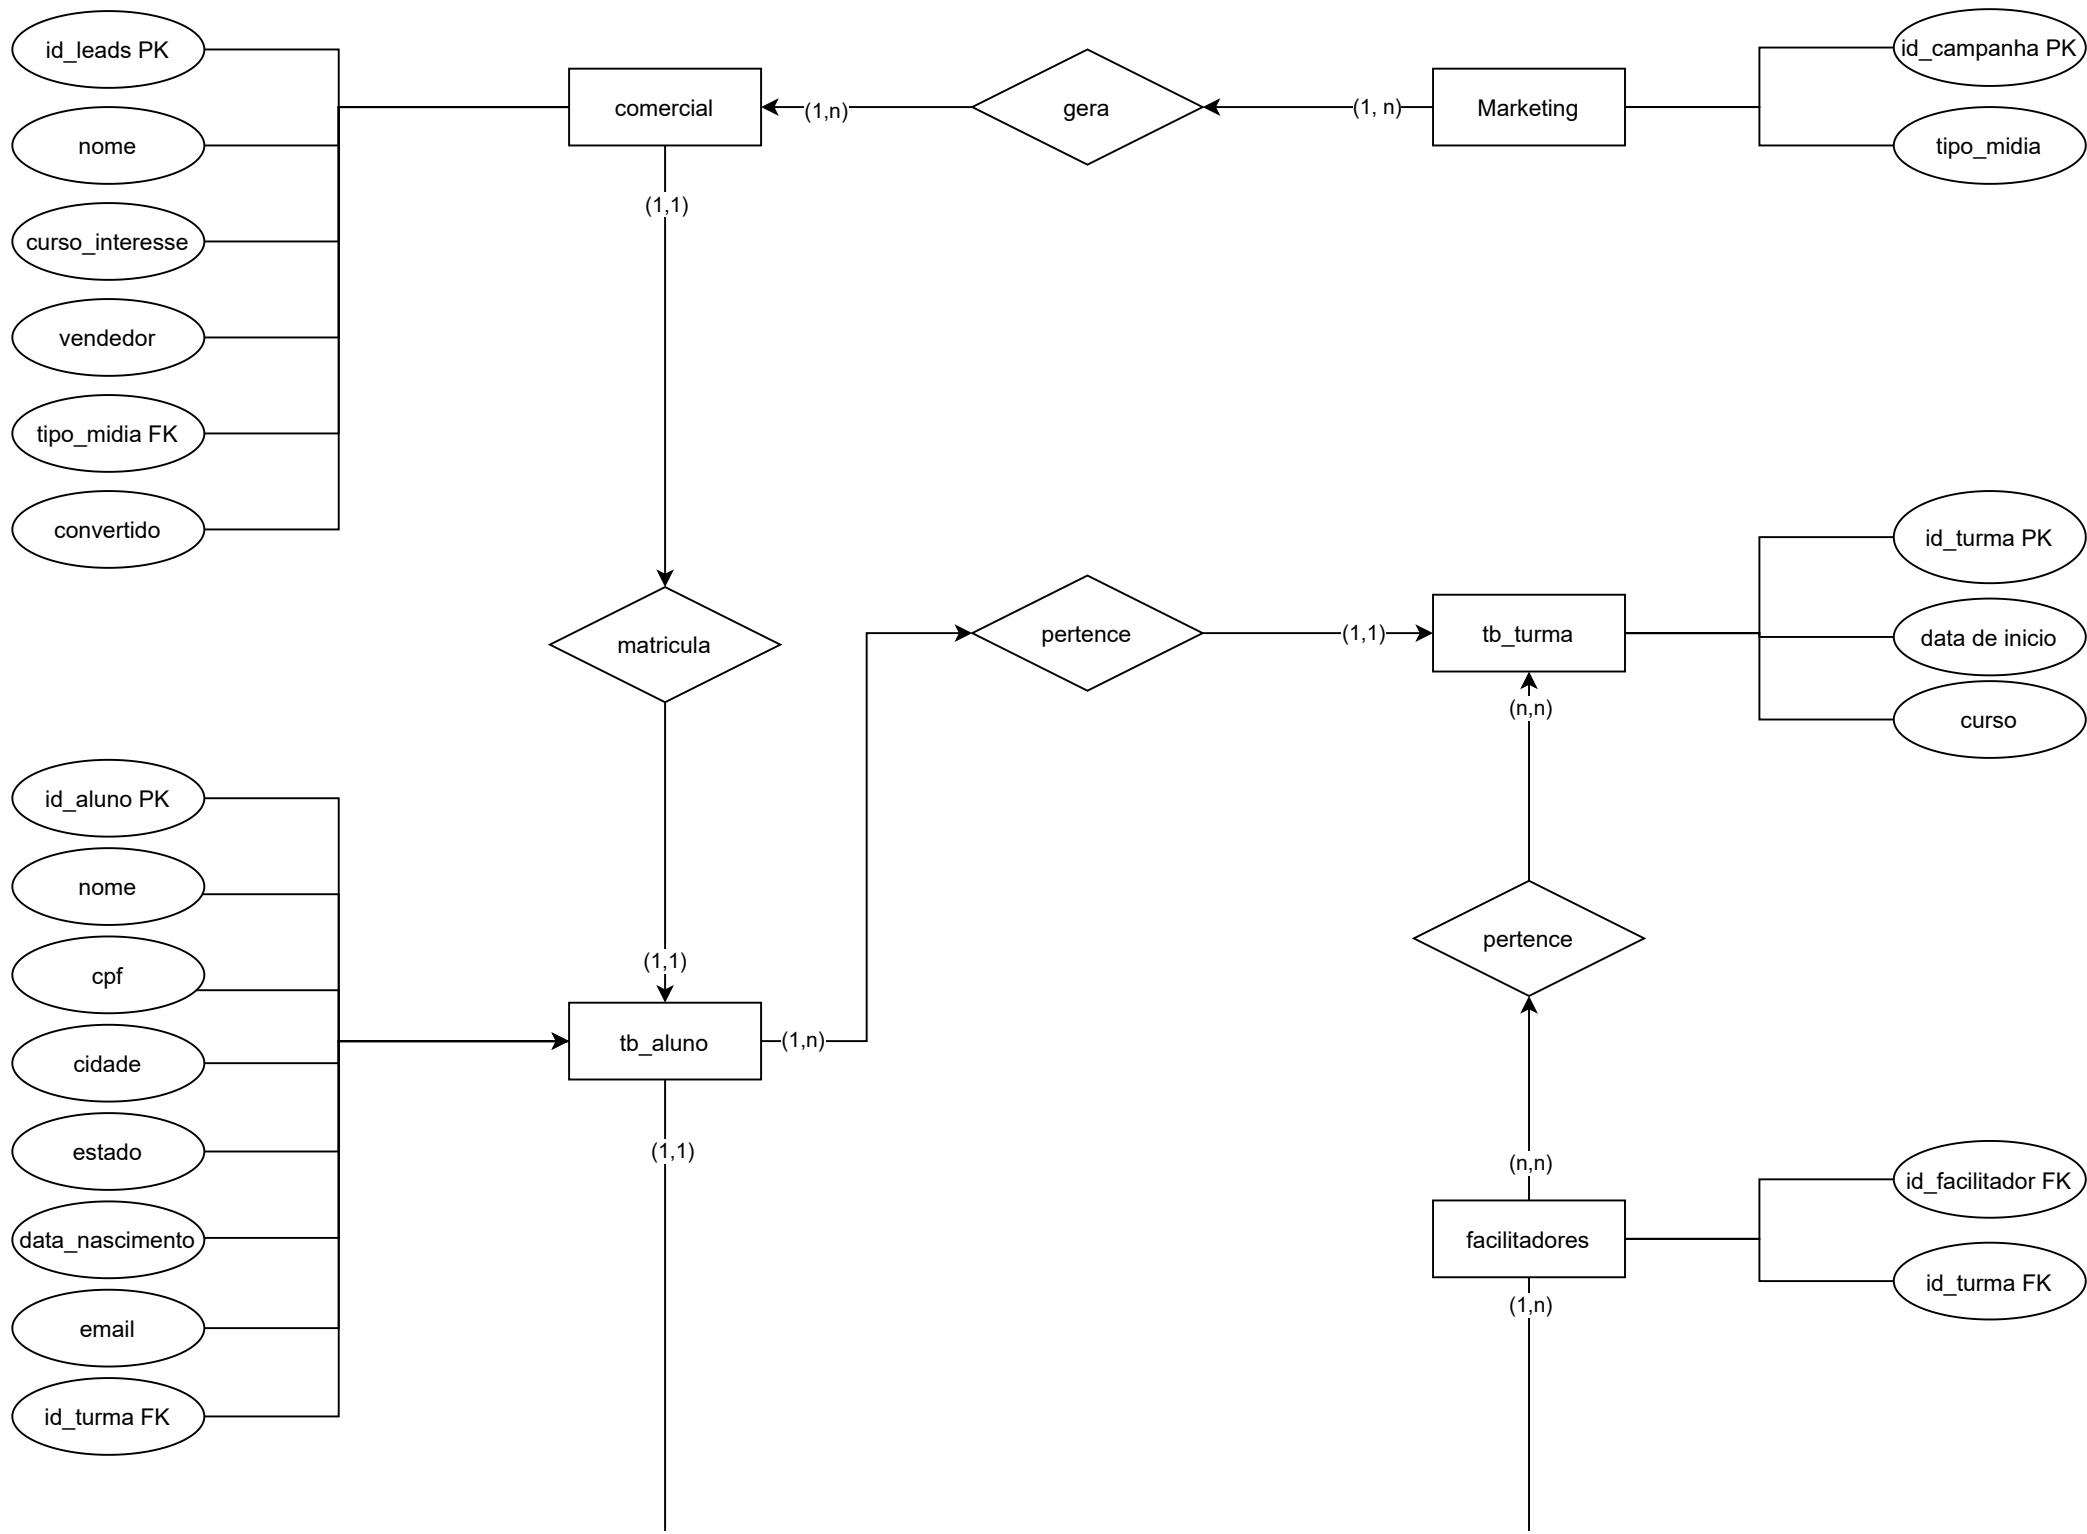 id_leads PK
nome
curso_interesse
vendedor
tipo_midia FK
convertido
comercial
(1,n)
gera
(1, n)
Marketing
id_campanha PK
tipo_midia
(1,1)
matricula
(1,1)
pertence
(1,1)
tb_turma
id_turma PK
data de inicio
curso
(n,n)
pertence
(n,n)
id_aluno PK
nome
cpf
cidade
estado
data_nascimento
email
id_turma FK
tb_aluno
(1,n)
(1,1)
facilitadores
id_facilitador FK
id_turma FK
(1,n)